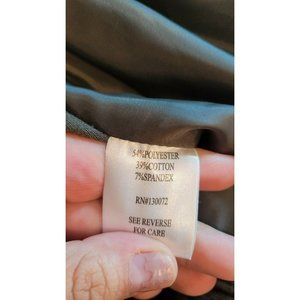 54%POLYESTER
39%COTTON
7%SPANDEX
RN#130072
SEE REVERSE
FOR CARE